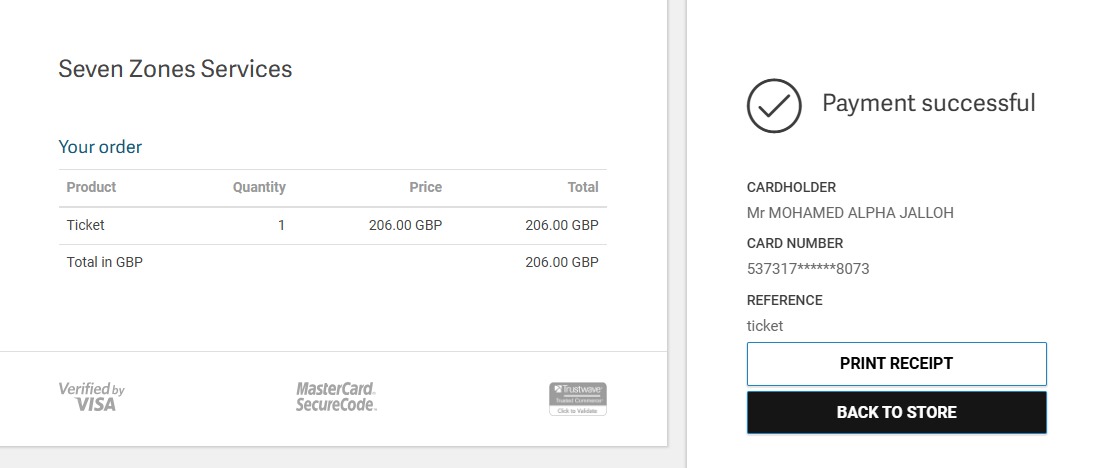 Seven Zones Services
Your order
Product Quantity Price Total
Ticket 1 206.00 GBP 206.00 GBP
Total in GBP 206.00 GBP
Verified by
VISA
MasterCard.
SecureCode.
Trustwave
Trusted Commerce
Click to Validate
Payment successful
CARDHOLDER
Mr MOHAMED ALPHA JALLOH
CARD NUMBER
537317******8073
REFERENCE
ticket
PRINT RECEIPT
BACK TO STORE